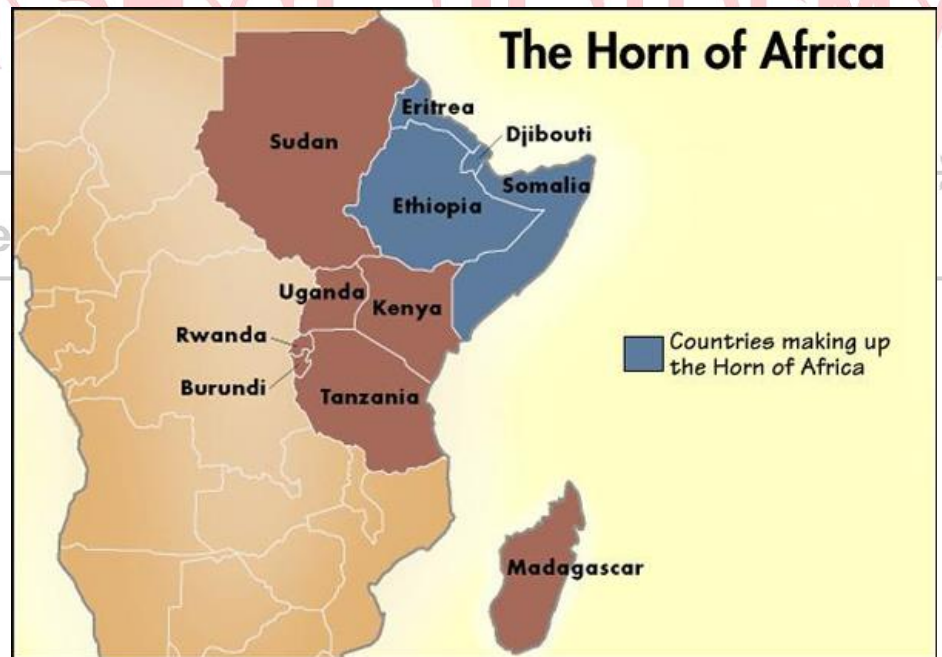 The Horn of Africa
Eritrea
Djibouti
Sudan
Somalia
Ethiopia
Uganda
Kenya
Rwanda
Burundi
Tanzania
Countries making up
the Horn of Africa
Madagascar